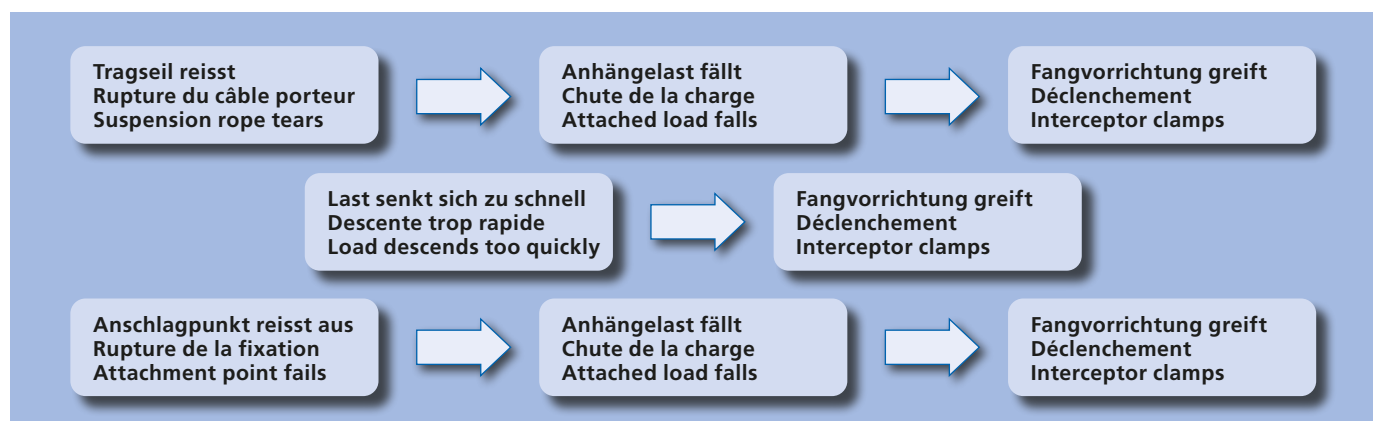 Tragseil reisst
Rupture du câble porteur
Suspension rope tears
Anhängelast fällt
Chute de la charge
Attached load falls
Fangvorrichtung greift
Déclenchement
Interceptor clamps
Last senkt sich zu schnell
Descente trop rapide
Load descends too quickly
Fangvorrichtung greift
Déclenchement
Interceptor clamps
Anschlagpunkt reisst aus
Rupture de la fixation
Attachment point fails
Anhängelast fällt
Chute de la charge
Attached load falls
Fangvorrichtung greift
Déclenchement
Interceptor clamps